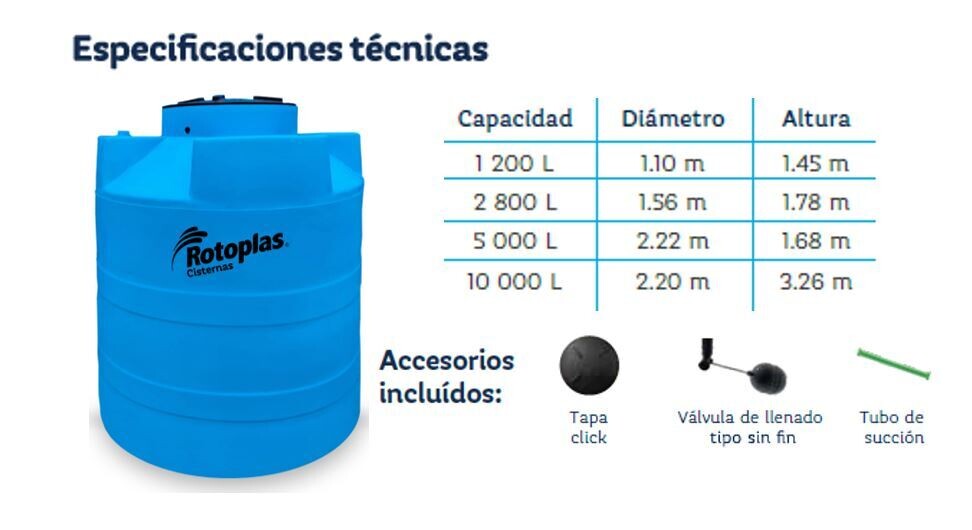 Especificaciones técnicas
Capacidad Diámetro Altura
1 200 L 1.10 m 1.45 m
2 800 L 1.56 m 1.78 m
5 000 L 2.22 m 1.68 m
10 000 L 2.20 m 3.26 m
Rotoplas
Cisternas
Accesorios
incluídos:
Tapa
click
Válvula de llenado
tipo sin fin
Tubo de
succión